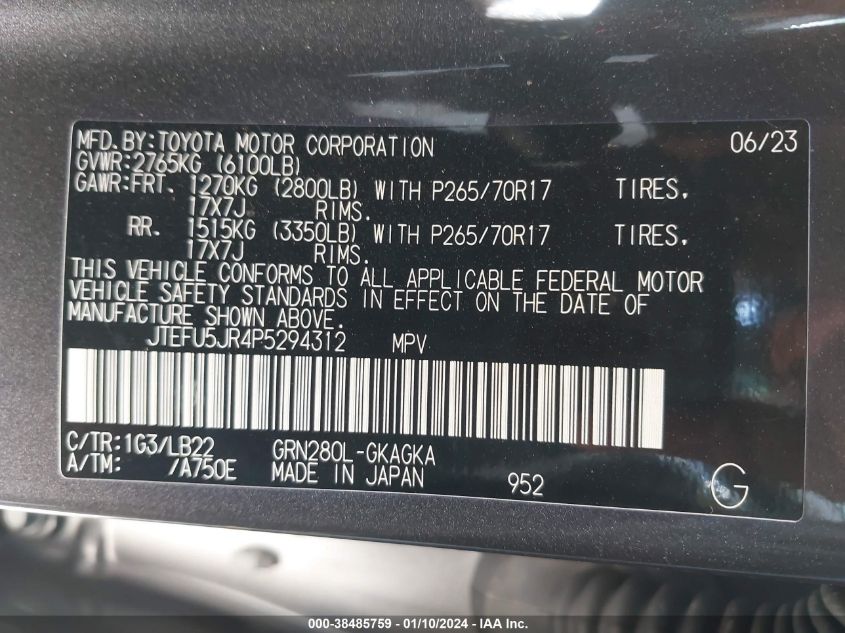 MFD. BY: TOYOTA MOTOR CORPORATION 06/23
GVWR: 2765KG (6100LB)
GAWR: FRT. 1270KG (2800LB) WITH P265/70R17 TIRES.
17X7J RIMS.
RR. 1515KG (3350LB) WITH P265/70R17 TIRES.
17X7J RIMS.
THIS VEHICLE CONFORMS TO ALL APPLICABLE FEDERAL MOTOR
VEHICLE SAFETY STANDARDS IN EFFECT ON THE DATE OF
MANUFACTURE SHOWN ABOVE.
JTEFU5JR4P5294312 MPV
C/TR: 1G3/LB22 GRN280L-GKAGKA
A/TM: /A750E MADE IN JAPAN 952 G
000-38485759 - 01/10/2024 - IAA Inc.